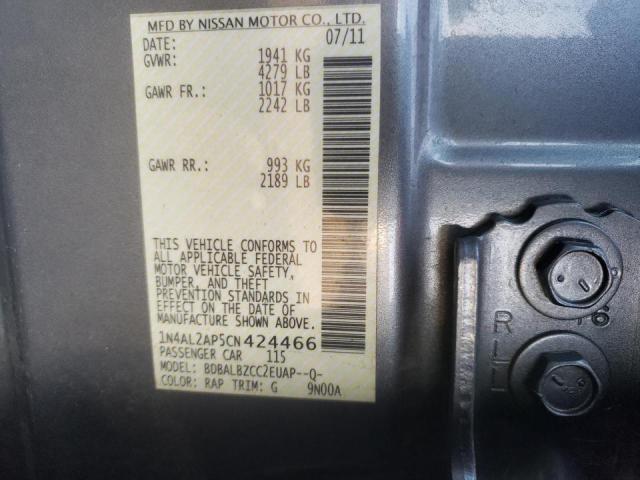 MFD BY NISSAN MOTOR CO., LTD.
DATE: 07/11
GVWR: 1941 KG
4279 LB
GAWR FR.: 1017 KG
2242 LB
GAWR RR.: 993 KG
2189 LB
THIS VEHICLE CONFORMS TO
ALL APPLICABLE FEDERAL
MOTOR VEHICLE SAFETY,
BUMPER, AND THEFT
PREVENTION STANDARDS IN
EFFECT ON THE DATE OF
MANUFACTURE SHOWN ABOVE.
1N4AL2AP5CN424466
PASSENGER CAR 115
MODEL: BDBALBZCC2EUAP--Q-
COLOR: RAP TRIM: G 9N00A